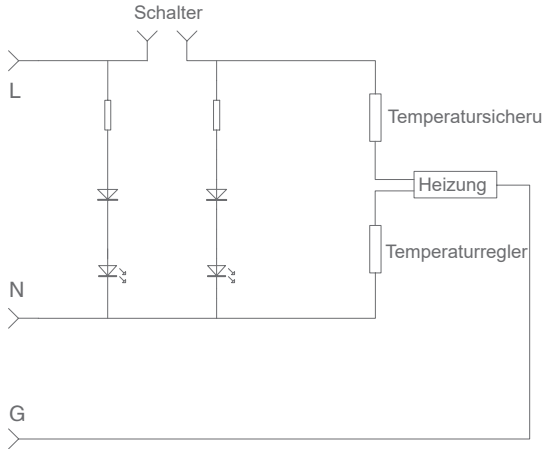 Schalter
L
Temperatursicheru
Heizung
Temperaturregler
N
G